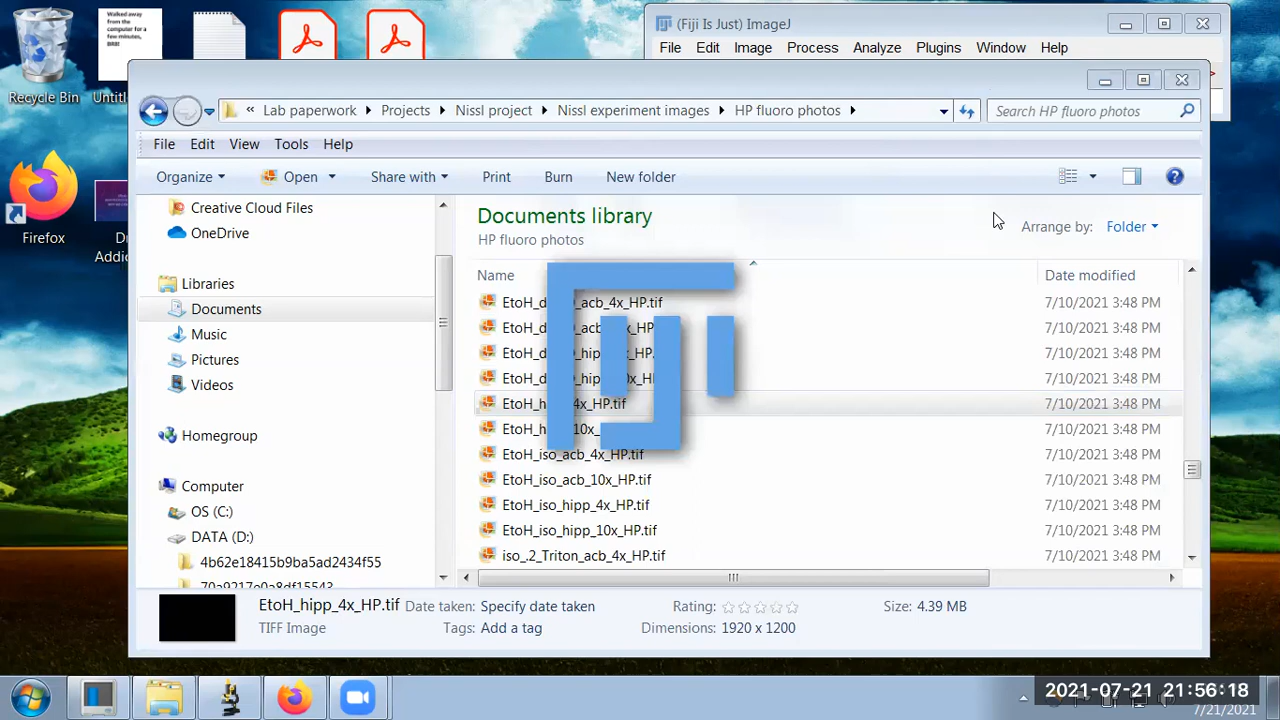 Walked away
from the
computer for a
few minutes,
BRB!
(Fiji Is Just) ImageJ
File Edit Plugins Analyze Plugins Window Help
Recycle Bin
Firefox
« Lab paperwork Projects Nissl project Nissl experiment images HP fluoro photos
Search HP fluoro photos
File Edit View Tools Help
Organize Open Share with Print Burn New folder
Creative Cloud Files
OneDrive
Libraries
Documents
Music
Pictures
Videos
Homegroup
Computer
OS (C:)
DATA (D:)
4b62e18415b9ba5ad2434f55
70a9217e0a8df15543
Documents library
HP fluoro photos
Arrange by: Folder
Name Date modified
acb_4x_HP.tif 7/10/2021 3:48 PM
7/10/2021 3:48 PM
7/10/2021 3:48 PM
7/10/2021 3:48 PM
EtoH_hipp_4x_HP.tif 7/10/2021 3:48 PM
7/10/2021 3:48 PM
EtoH_iso_acb_4x_HP.tif 7/10/2021 3:48 PM
EtoH_iso_acb_10x_HP.tif 7/10/2021 3:48 PM
EtoH_iso_hipp_4x_HP.tif 7/10/2021 3:48 PM
EtoH_iso_hipp_10x_HP.tif 7/10/2021 3:48 PM
iso_2_Triton_acb_4x_HP.tif 7/10/2021 3:48 PM
EtoH_hipp_4x_HP.tif Date taken: Specify date taken Rating: Size: 4.39 MB
TIFF Image Tags: Add a tag Dimensions: 1920 x 1200
2021-07-21 21:56:18
7/21/2021